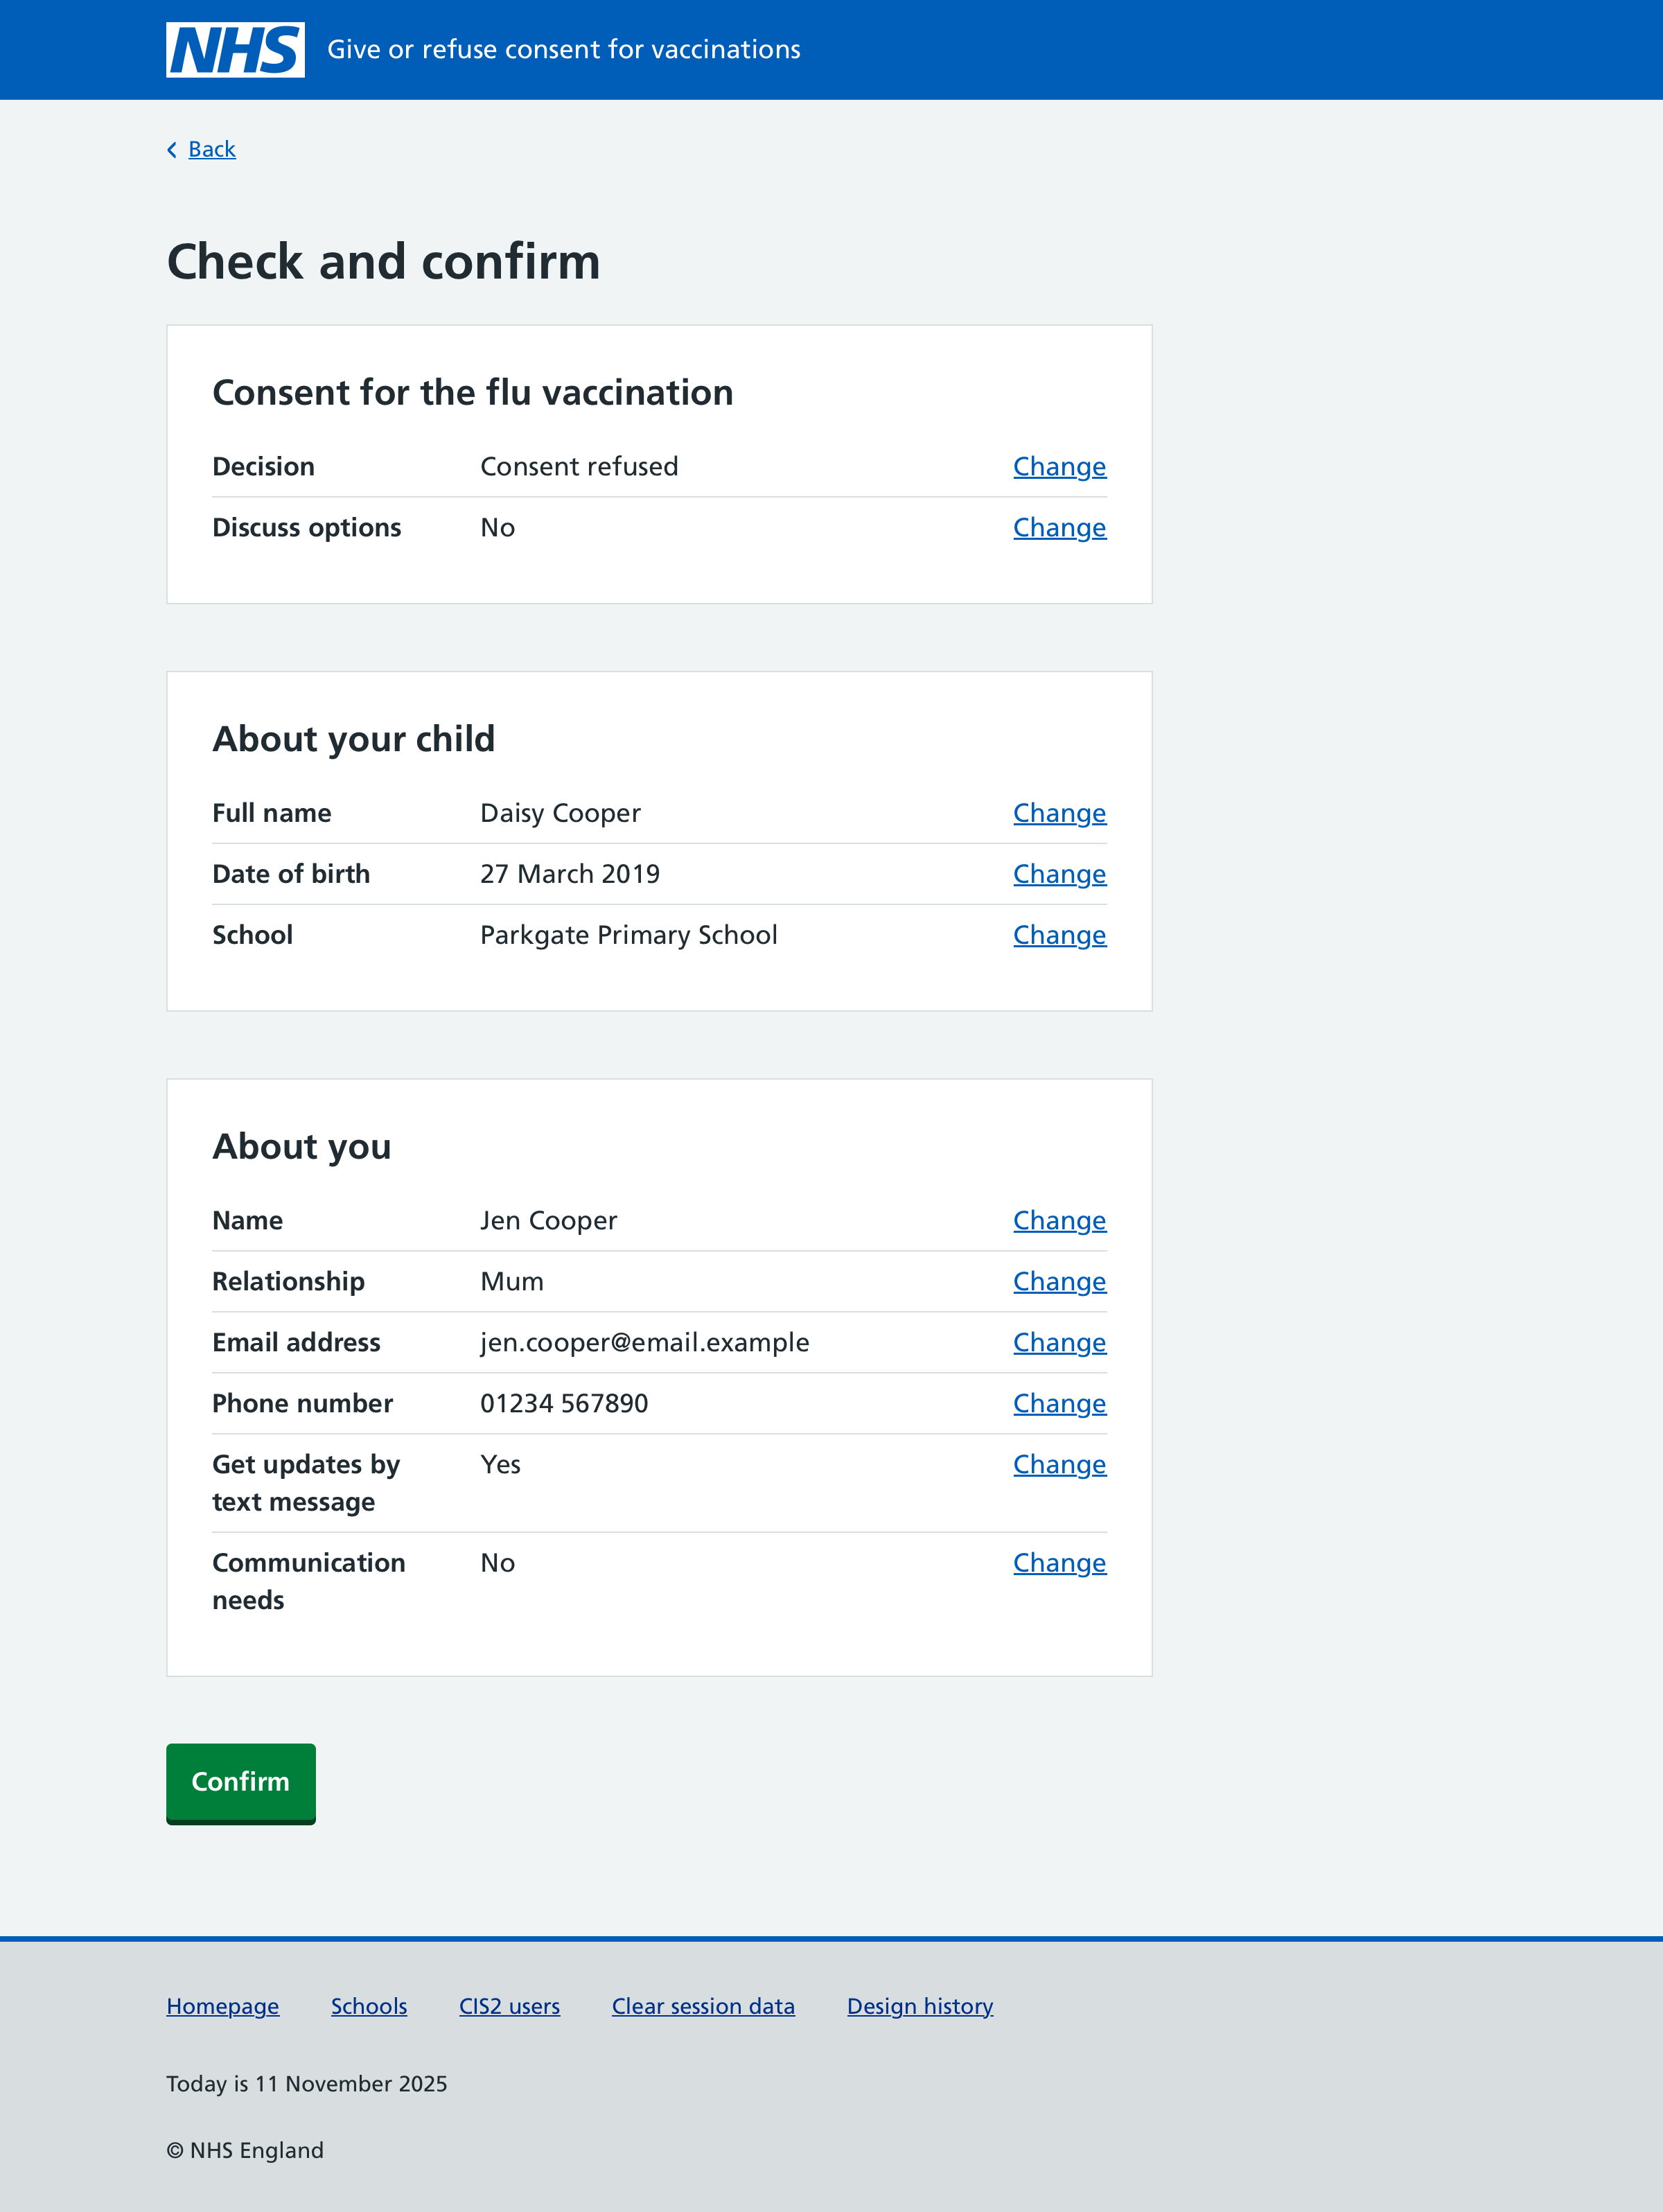 NHS Give or refuse consent for vaccinations
Back
Check and confirm
Consent for the flu vaccination
Decision Consent refused Change
Discuss options No Change
About your child
Full name Daisy Cooper Change
Date of birth 27 March 2019 Change
School Parkgate Primary School Change
About you
Name Jen Cooper Change
Relationship Mum Change
Email address jen.cooper@email.example Change
Phone number 01234 567890 Change
Get updates by Yes Change
text message
Communication No Change
needs
Confirm
Homepage Schools CIS2 users Clear session data Design history
Today is 11 November 2025
© NHS England